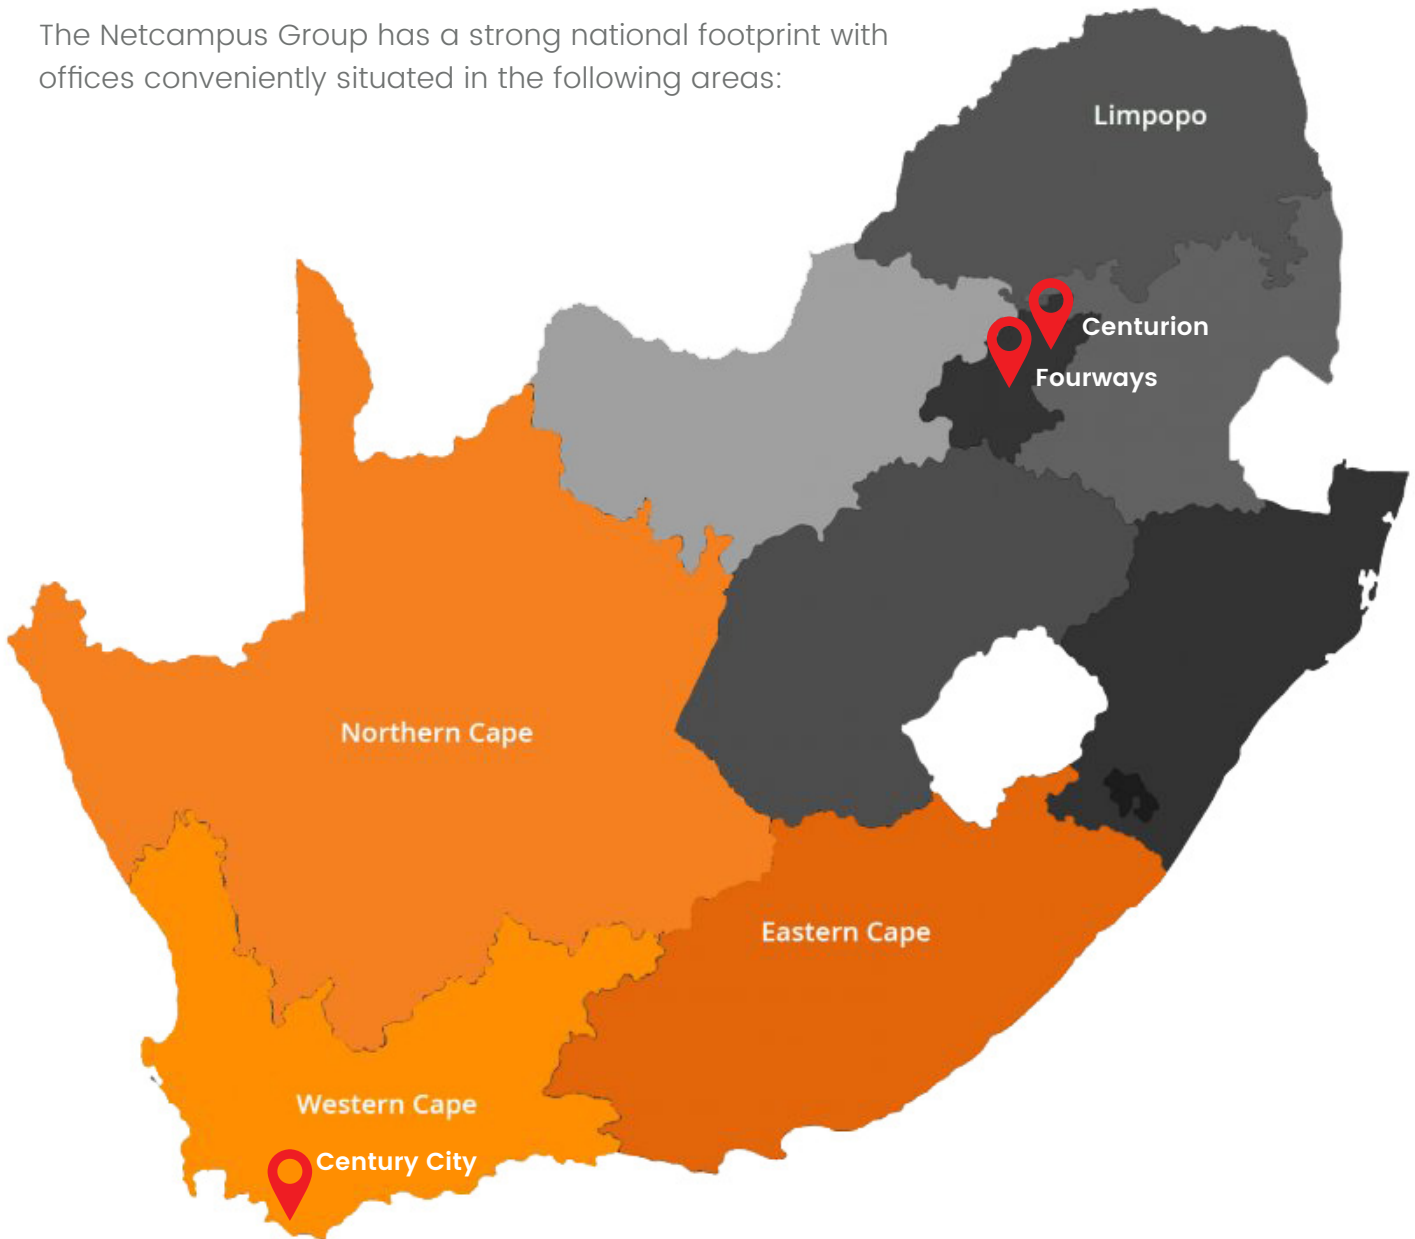 The Netcampus Group has a strong national footprint with
offices conveniently situated in the following areas:
Limpopo
Centurion
Fourways
Northern Cape
Eastern Cape
Western Cape
Century City